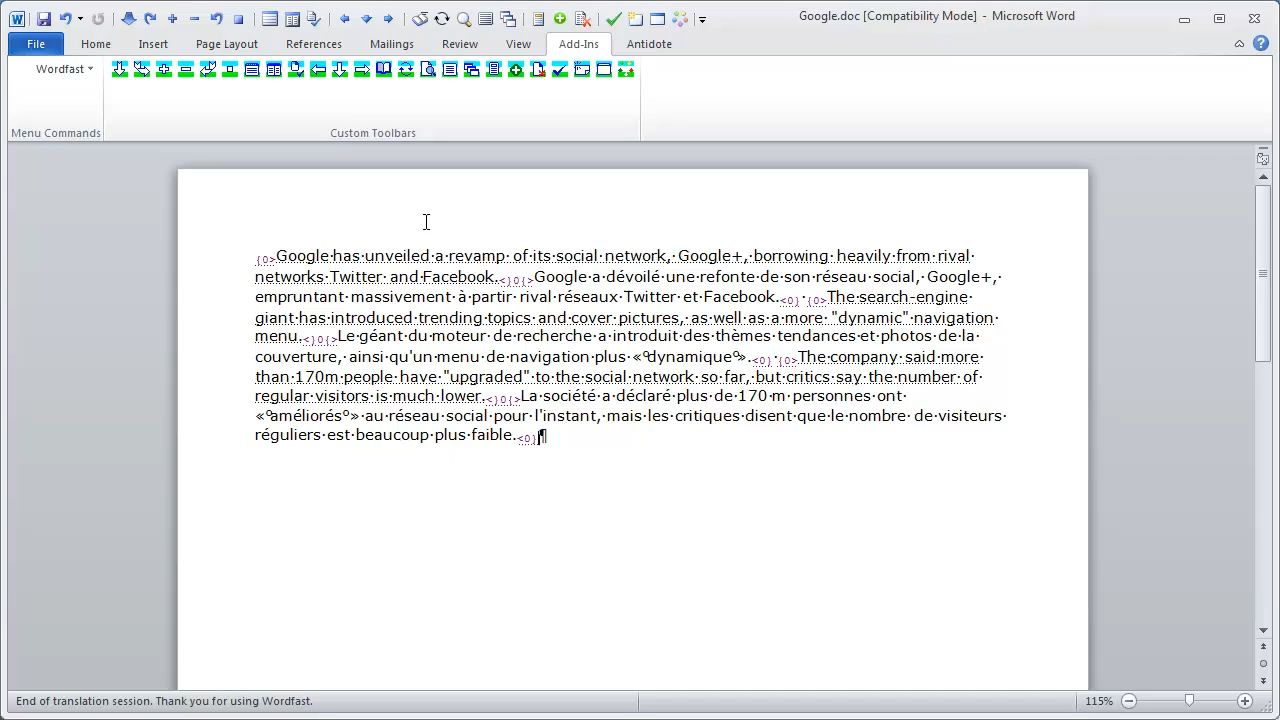 Google.doc [Compatibility Mode] - Microsoft Word
File Home Insert Page Layout References Mailings Review View Add-Ins Antidote
Wordfast
Menu Commands Custom Toolbars
{0>Google·has·unveiled·a·revamp·of·its·social·network,·Google+,·borrowing·heavily·from·rival·
networks·Twitter·and·Facebook.<}0{>Google·a·dévoilé·une·refonte·de·son·réseau·social,·Google+,·
empruntant·massivement·à·partir·rival·réseaux·Twitter·et·Facebook.<0}·{0>The·search-engine·
giant·has·introduced·trending·topics·and·cover·pictures,·as·well·as·a·more·"dynamic"·navigation·
menu.<}0{>Le·géant·du·moteur·de·recherche·a·introduit·des·thèmes·tendances·et·photos·de·la·
couverture,·ainsi·qu'un·menu·de·navigation·plus·«°dynamique°».<0}·{0>The·company·said·more·
than·170m·people·have·"upgraded"·to·the·social·network·so·far,·but·critics·say·the·number·of·
regular·visitors·is·much·lower.<}0{>La·société·a·déclaré·plus·de·170·m·personnes·ont·
«°améliorés°»·au·réseau·social·pour·l'instant,·mais·les·critiques·disent·que·le·nombre·de·visiteurs·
réguliers·est·beaucoup·plus·faible.<0}¶
End of translation session. Thank you for using Wordfast. 115%